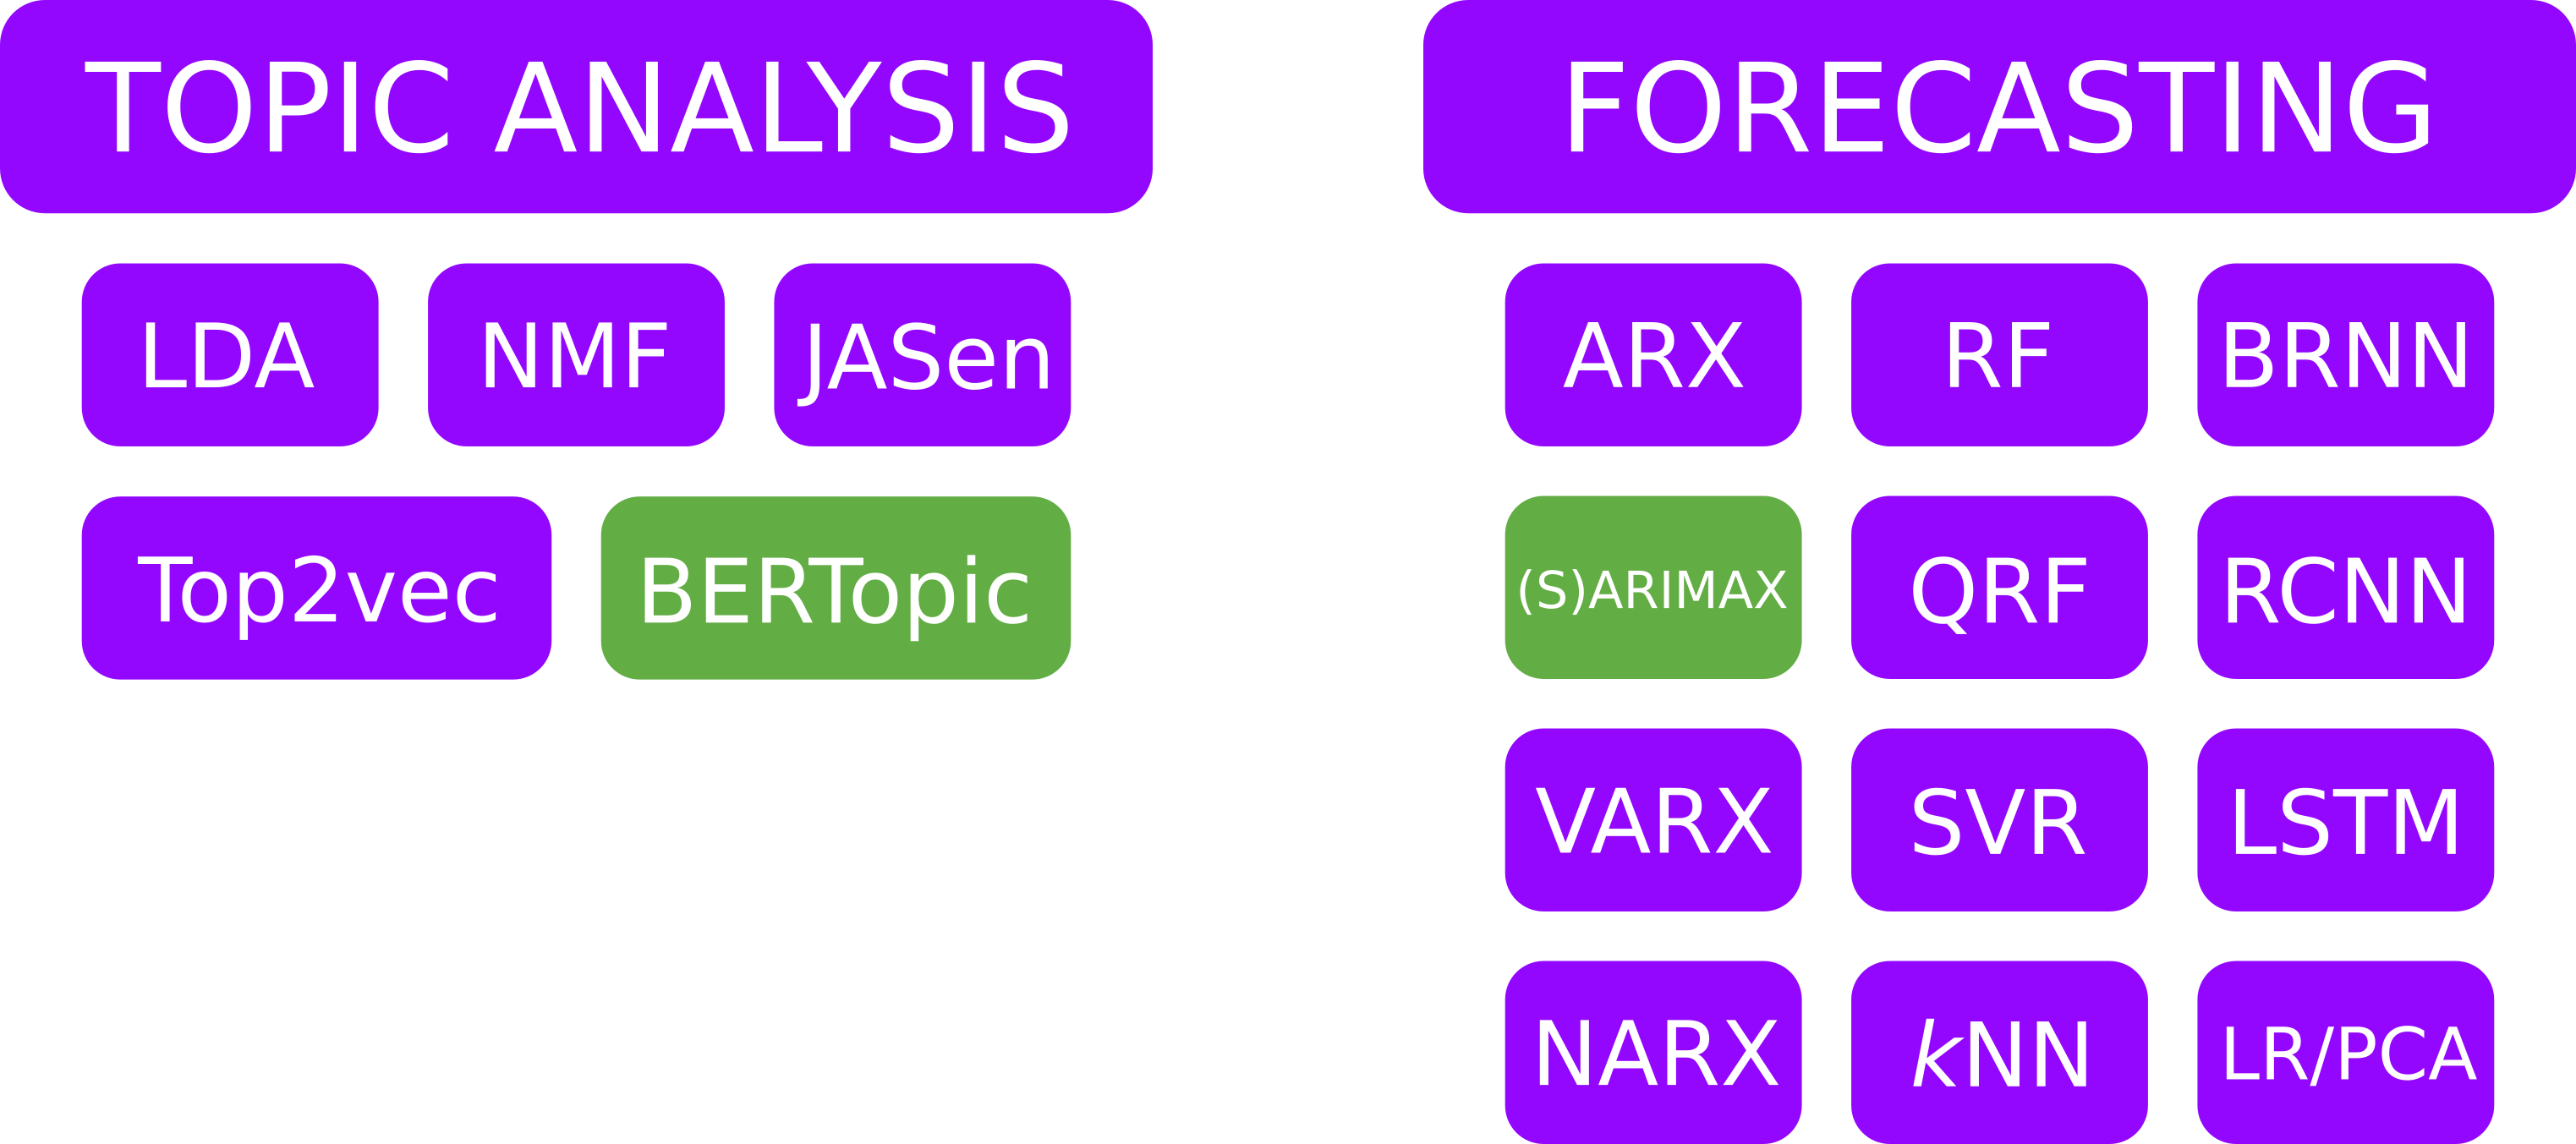 TOPIC ANALYSIS
LDA NMF JASen
Top2vec BERTopic
FORECASTING
ARX RF BRNN
(S)ARIMAX QRF RCNN
VARX SVR LSTM
NARX kNN LR/PCA